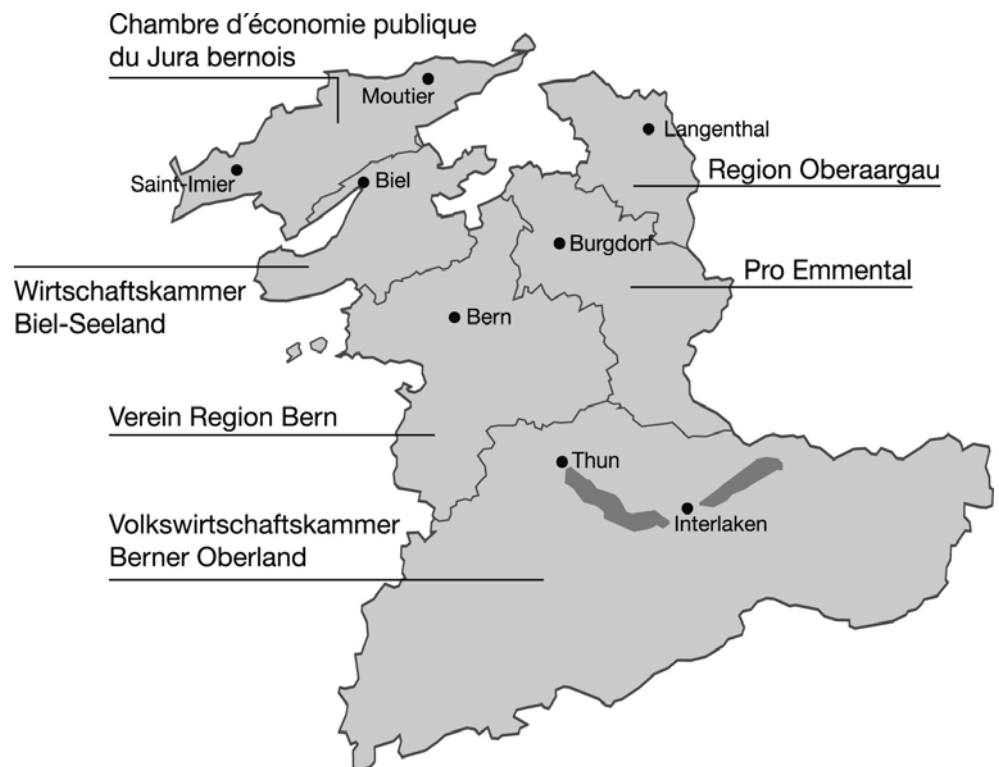 Chambre d´économie publique
du Jura bernois
Moutier
Langenthal
Saint-Imier
Biel
Region Oberaargau
Burgdorf
Pro Emmental
Wirtschaftskammer
Biel-Seeland
Bern
Verein Region Bern
Thun
Interlaken
Volkswirtschaftskammer
Berner Oberland